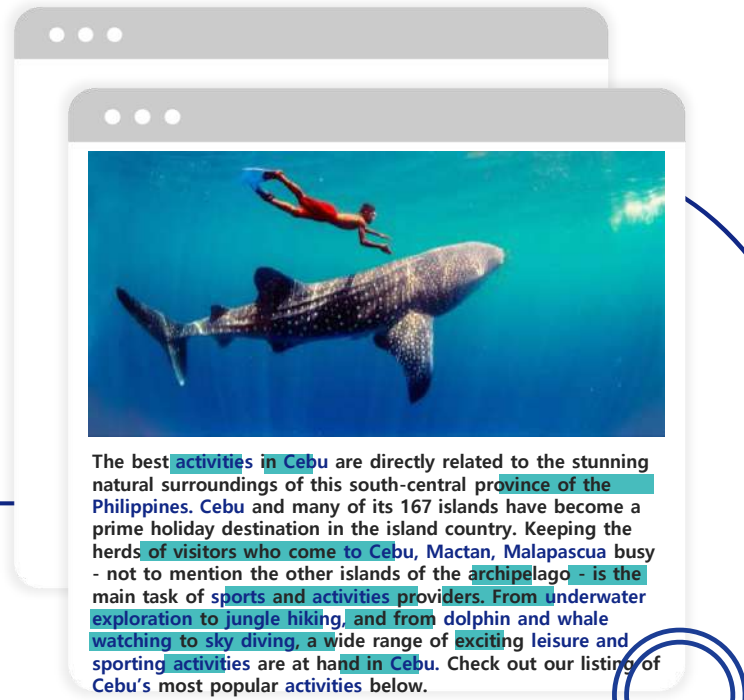 The best activities in Cebu are directly related to the stunning
natural surroundings of this south-central province of the
Philippines. Cebu and many of its 167 islands have become a
prime holiday destination in the island country. Keeping the
herds of visitors who come to Cebu, Mactan, Malapascua busy
- not to mention the other islands of the archipelago - is the
main task of sports and activities providers. From underwater
exploration to jungle hiking, and from dolphin and whale
watching to sky diving, a wide range of exciting leisure and
sporting activities are at hand in Cebu. Check out our listing of
Cebu’s most popular activities below.